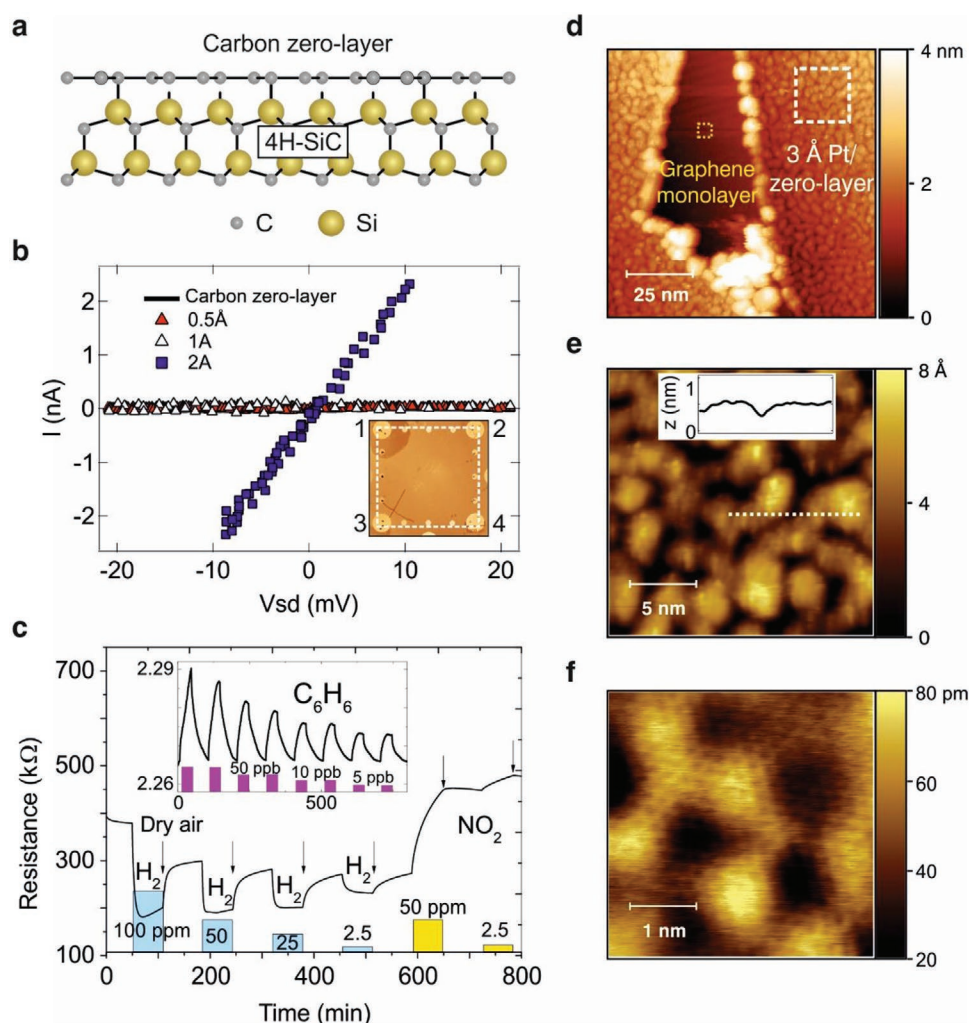 a
Carbon zero-layer
4H-SiC
C Si
b
I (nA)
2
1
0
-1
-2
Carbon zero-layer
0.5Å
1A
2A
1 2
3 4
-20 -10 0 10 20
Vsd (mV)
c
Resistance (kΩ)
700
500
300
100
2.29
2.26
C6H6
50 ppb 10 ppb 5 ppb
0 500
Dry air
H2 H2 H2 H2
NO2
100 ppm 50 25 2.5 50 ppm 2.5
0 200 400 600 800
Time (min)
d
4 nm
2
0
Graphene
monolayer
3 Å Pt/
zero-layer
25 nm
e
8 Å
4
0
z (nm)
1
0
5 nm
f
80 pm
60
40
20
1 nm